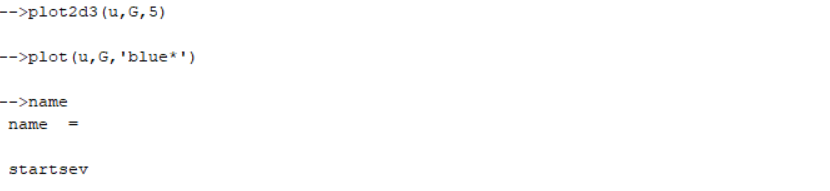 -->plot2d3(u,G,5)
-->plot(u,G,'blue*')
-->name
name =
startsev